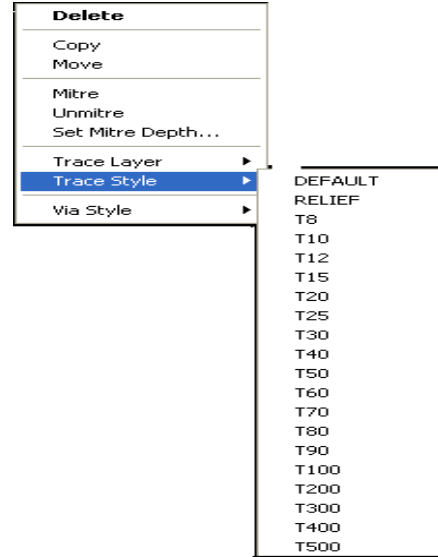 Delete
Copy
Move
Mitre
Unmitre
Set Mitre Depth...
Trace Layer
Trace Style
Via Style
DEFAULT
RELIEF
T8
T10
T12
T15
T20
T25
T30
T40
T50
T60
T70
T80
T90
T100
T200
T300
T400
T500